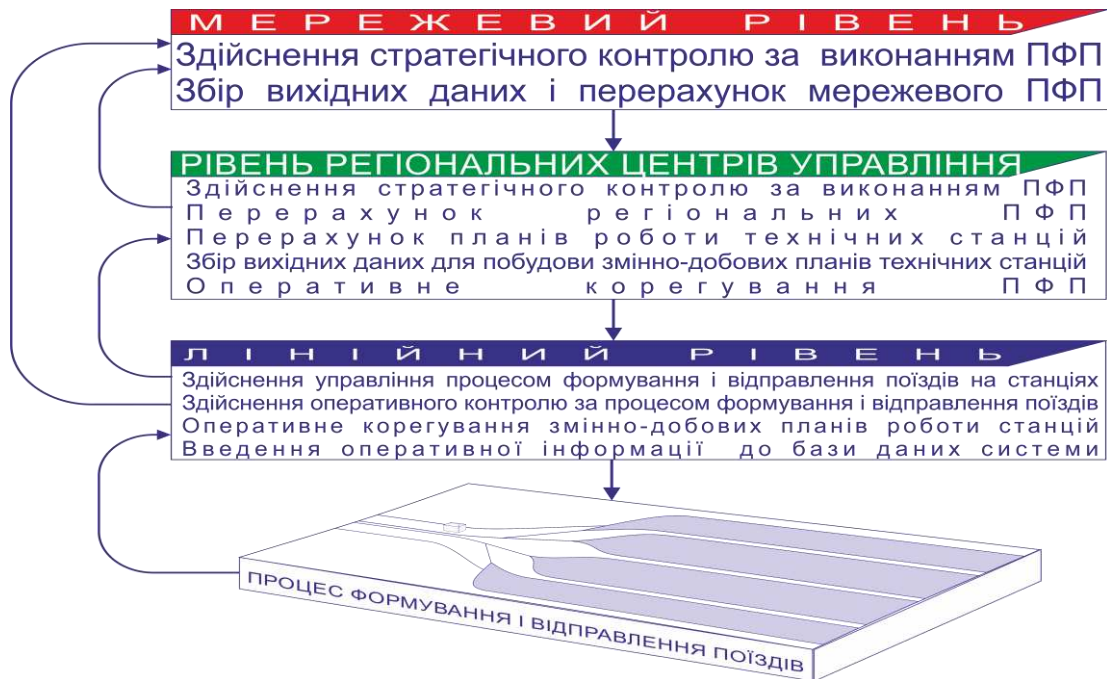 МЕРЕЖЕВИЙ РІВЕНЬ
Здійснення стратегічного контролю за виконанням ПФП
Збір вихідних даних і перерахунок мережевого ПФП
РІВЕНЬ РЕГІОНАЛЬНИХ ЦЕНТРІВ УПРАВЛІННЯ
Здійснення стратегічного контролю за виконанням ПФП
Перерахунок регіональних ПФП
Перерахунок планів роботи технічних станцій
Збір вихідних даних для побудови змінно-добових планів технічних станцій
Оперативне корегування ПФП
ЛІНІЙНИЙ РІВЕНЬ
Здійснення управління процесом формування і відправлення поїздів на станціях
Здійснення оперативного контролю за процесом формування і відправлення поїздів
Оперативне корегування змінно-добових планів роботи станцій
Введення оперативної інформації до бази даних системи
ПРОЦЕС ФОРМУВАННЯ І ВІДПРАВЛЕННЯ ПОЇЗДІВ